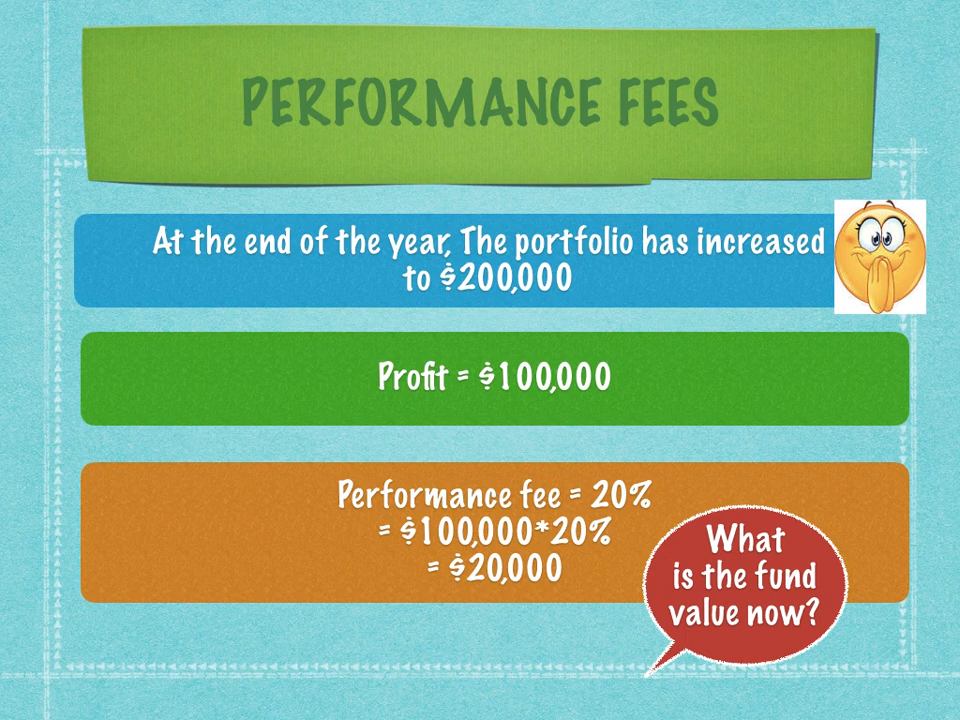 PERFORMANCE FEES
At the end of the year, The portfolio has increased
to $200,000
Profit = $100,000
Performance fee = 20%
= $100,000*20%
= $20,000
What
is the fund
value now?